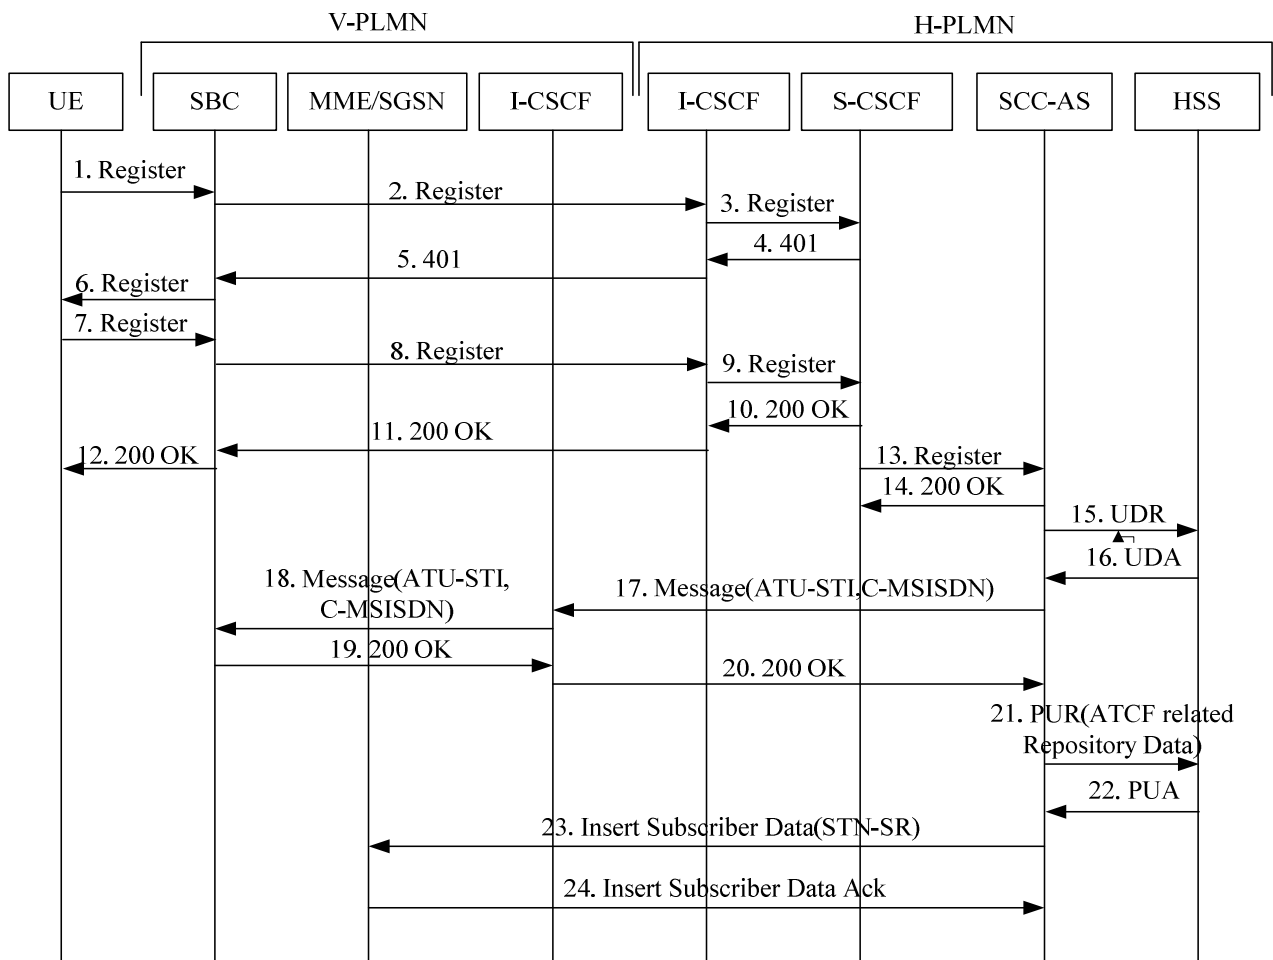 V-PLMN
H-PLMN
UE
SBC
MME/SGSN
I-CSCF
I-CSCF
S-CSCF
SCC-AS
HSS
1. Register
2. Register
3. Register
4. 401
5. 401
6. Register
7. Register
8. Register
9. Register
10. 200 OK
11. 200 OK
12. 200 OK
13. Register
14. 200 OK
15. UDR
16. UDA
17. Message(ATU-STI,C-MSISDN)
18. Message(ATU-STI,
C-MSISDN)
19. 200 OK
20. 200 OK
21. PUR(ATCF related
Repository Data)
22. PUA
23. Insert Subscriber Data(STN-SR)
24. Insert Subscriber Data Ack